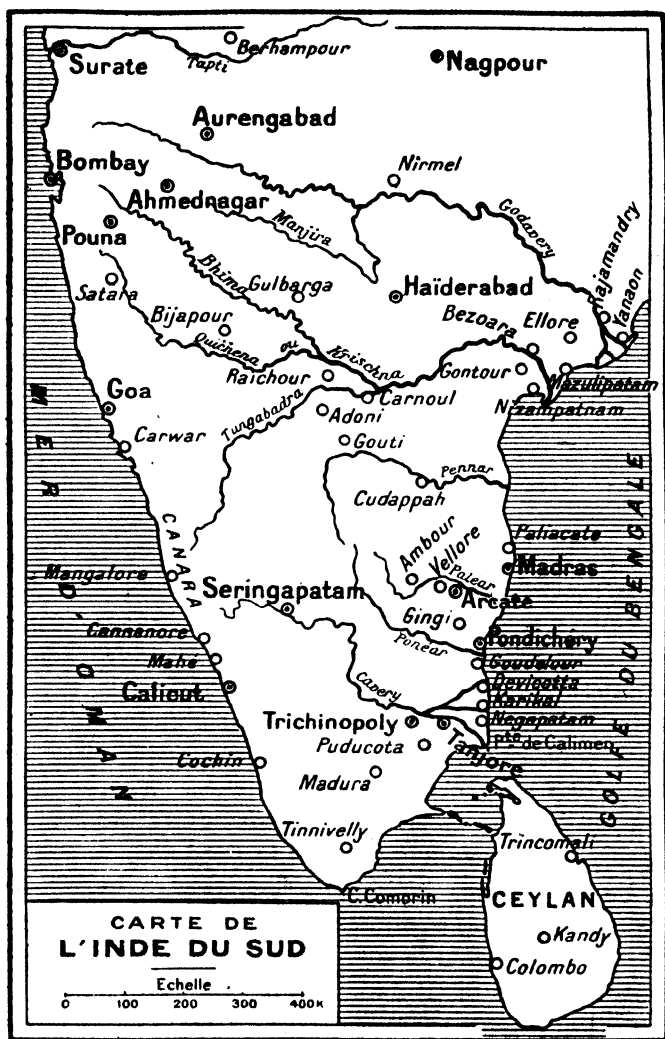 Berhampour
Surate
Tapti
Nagpour
Aurengabad
Bombay
Nirmel
Ahmednagar
Manjira
Godavery
Rajamandry
Yanaon
Pouna
Bhima
Satara
Gulbarga
Haïderabad
Bijapour
Bezoara
Ellore
Quichena ou Krischna
Raichour
Gontour
Mazulipatam
Goa
Tungabadra
Carnoul
Nizampatnam
Adoni
Carwar
Gouti
Pennar
Cudappah
MER D'OMAN
GOLFE DU BENGALE
CANARA
Paliacate
Ambour
Vellore
Madras
Mangalore
Palear
Seringapatam
Arcate
Gingi
Cannanore
Ponear
Pondichéry
Mahé
Goudelour
Cavery
Devicotta
Calicut
Karikal
Trichinopoly
Negapatam
Tanjore
Pte de Calimer
Puducota
Cochin
Madura
Tinnivelly
Trincomali
C. Comorin
CEYLAN
Kandy
Colombo
CARTE DE
L'INDE DU SUD
Echelle
0 100 200 300 400K